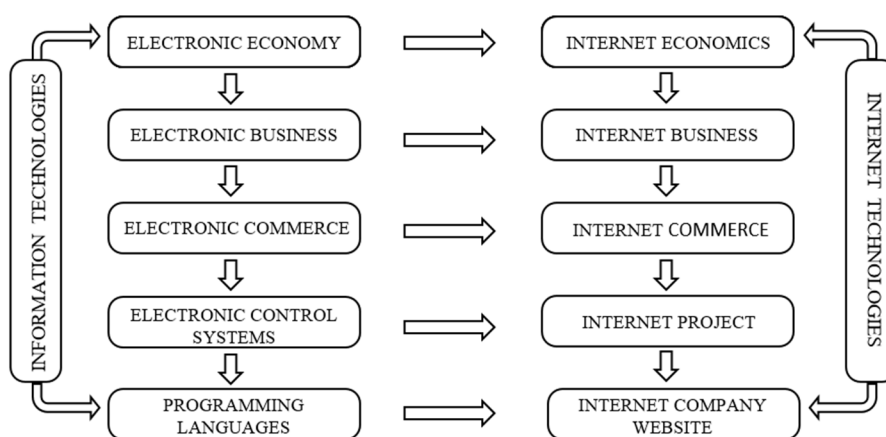 INFORMATION TECHNOLOGIES
ELECTRONIC ECONOMY
INTERNET ECONOMICS
ELECTRONIC BUSINESS
INTERNET BUSINESS
ELECTRONIC COMMERCE
INTERNET COMMERCE
ELECTRONIC CONTROL
SYSTEMS
INTERNET PROJECT
PROGRAMMING
LANGUAGES
INTERNET COMPANY
WEBSITE
INTERNET TECHNOLOGIES